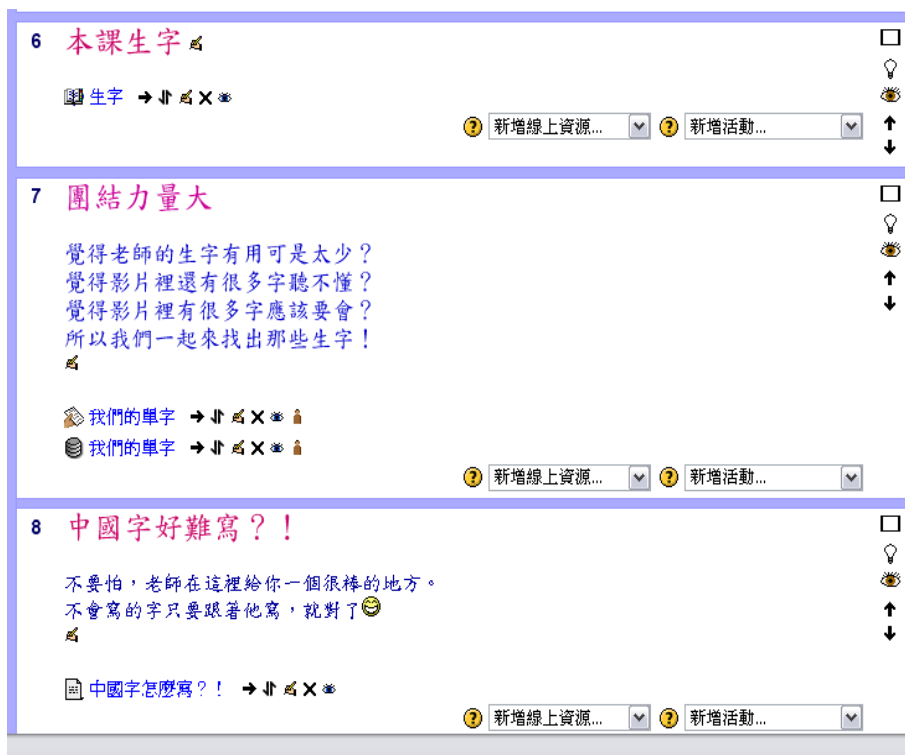 6 本課生字
生字
新增線上資源... 新增活動...
7 團結力量大
覺得老師的生字有用可是太少？
覺得影片裡還有很多字聽不懂？
覺得影片裡有很多字應該要會？
所以我們一起來找出那些生字！
我們的單字
我們的單字
新增線上資源... 新增活動...
8 中國字好難寫？！
不要怕，老師在這裡給你一個很棒的地方。
不會寫的字只要跟著他寫，就對了
中國字怎麼寫？！
新增線上資源... 新增活動...